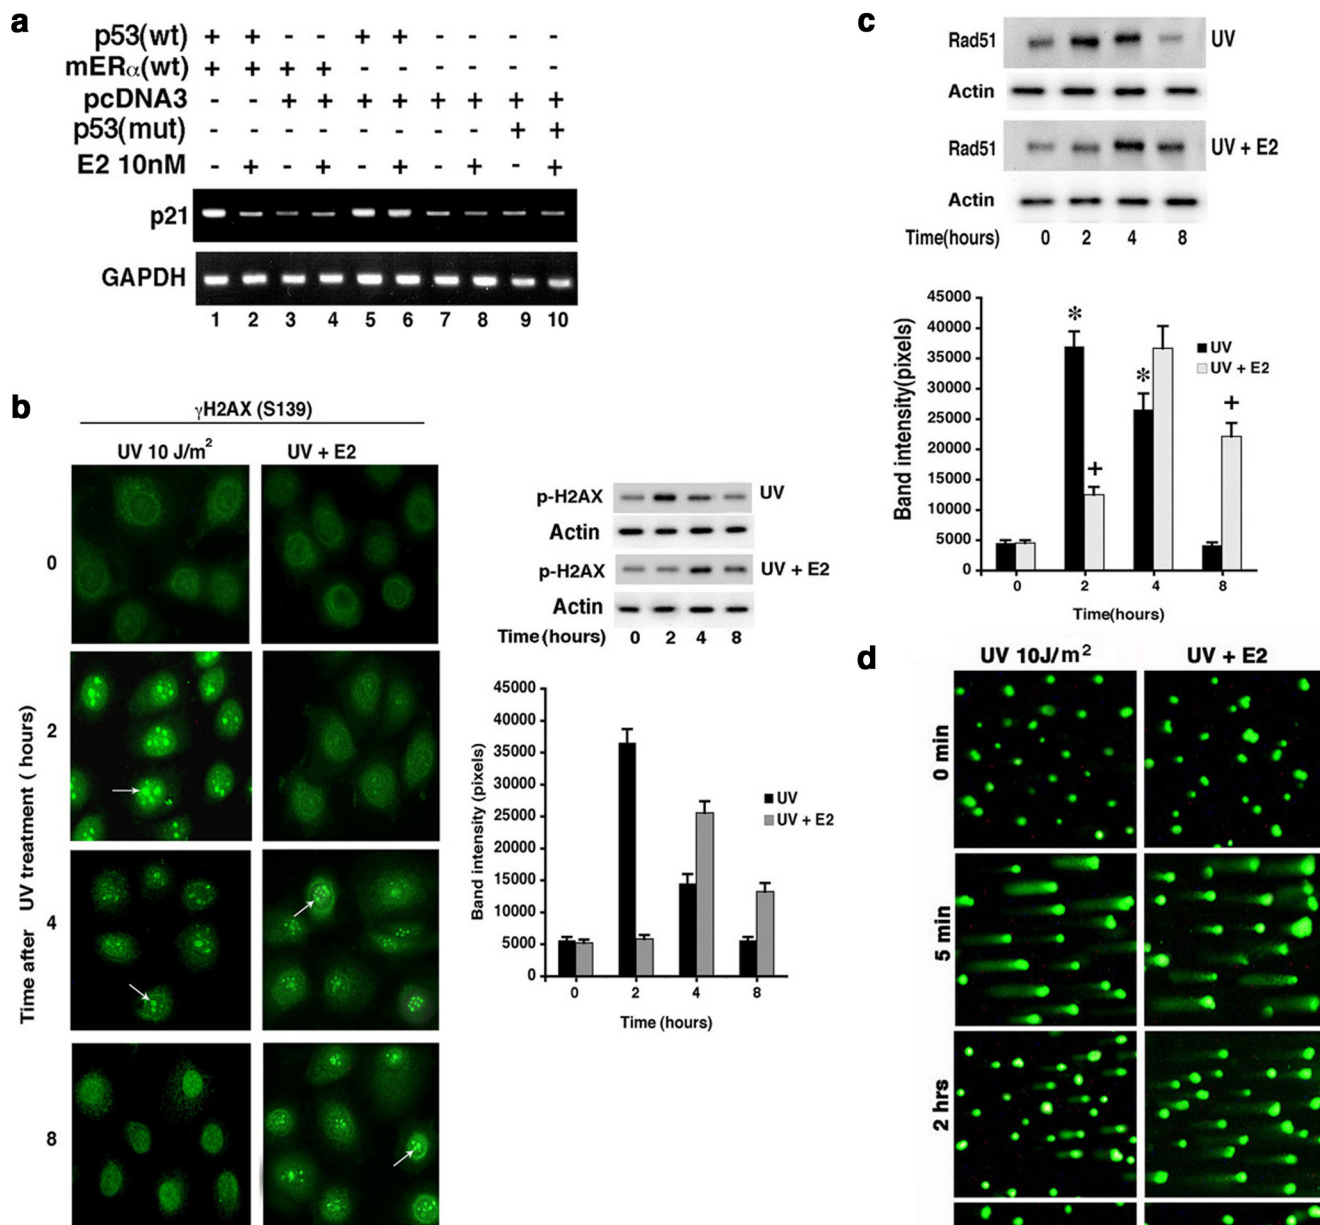 a
p53(wt) + + - - + + - - - -
mERα(wt) + + + + - - - - - -
pcDNA3 - - + + + + + + + +
p53(mut) - - - - - - - - + +
E2 10nM - + - + - + - + - +
p21
GAPDH
1 2 3 4 5 6 7 8 9 10
b
γH2AX (S139)
UV 10 J/m²
UV + E2
0
2
4
8
Time after UV treatment ( hours)
p-H2AX
UV
Actin
p-H2AX
UV + E2
Actin
Time (hours) 0 2 4 8
45000
40000
35000
30000
25000
20000
15000
10000
5000
0
Band intensity (pixels)
UV
UV + E2
0 2 4 8
Time (hours)
c
Rad51
UV
Actin
Rad51
UV + E2
Actin
Time(hours) 0 2 4 8
45000
40000
35000
30000
25000
20000
15000
10000
5000
0
Band intensity(pixels)
* + * +
UV
UV + E2
0 2 4 8
Time(hours)
d
UV 10J/m²
UV + E2
0 min
5 min
2 hrs